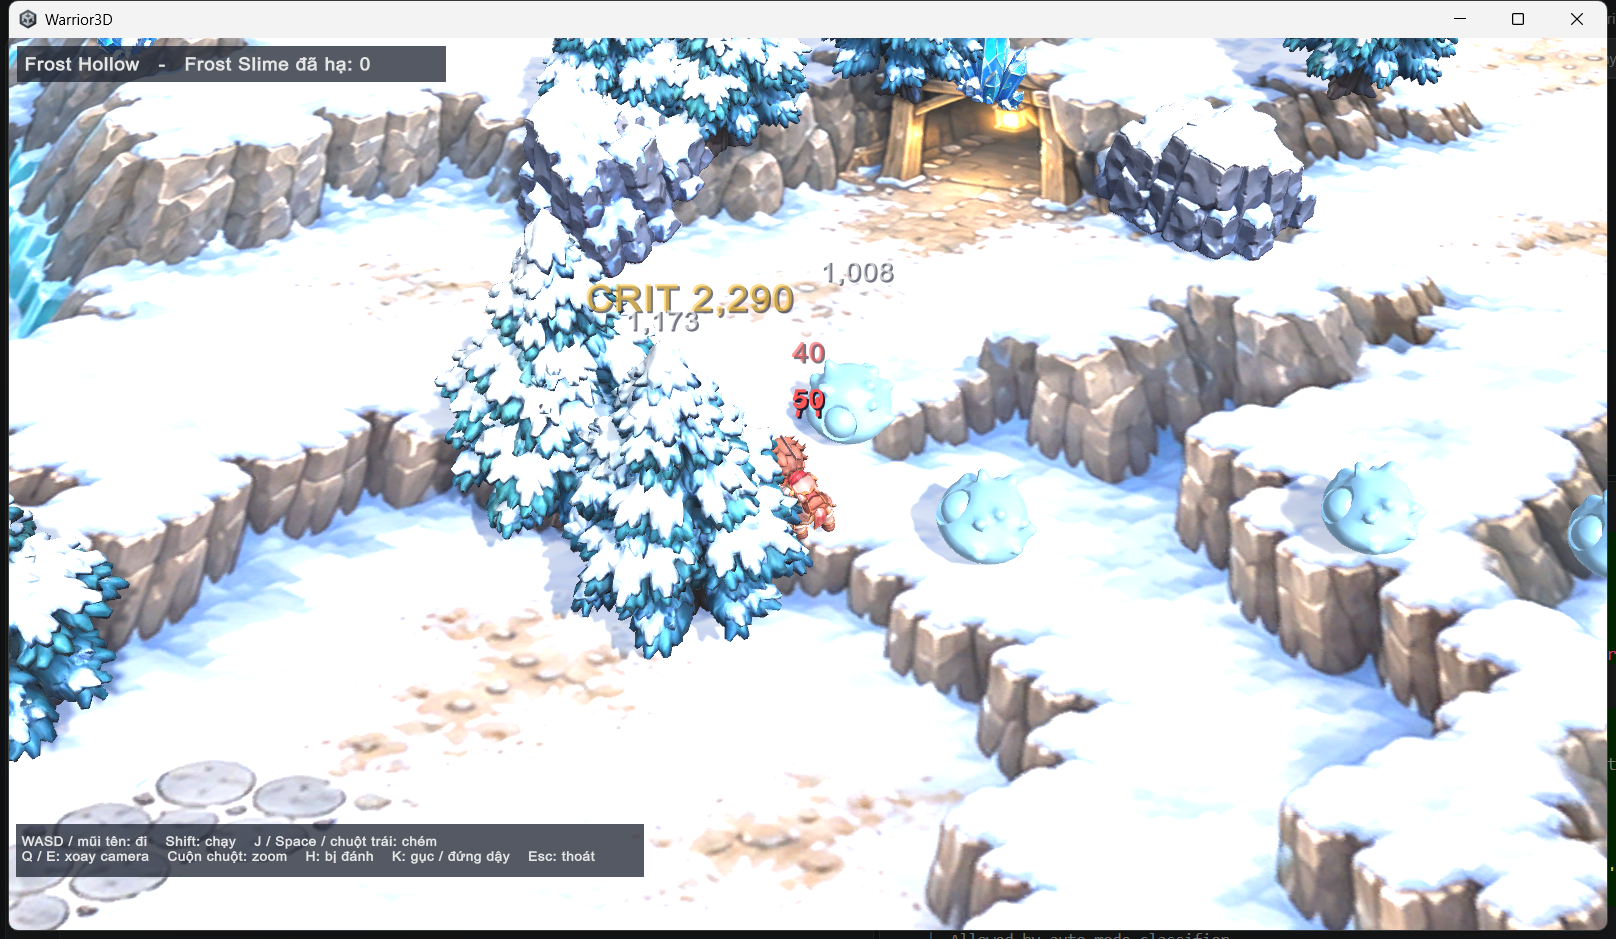 Warrior3D
Frost Hollow - Frost Slime đã hạ: 0
1,008
CRIT 2,290
1,173
40
50
WASD / mũi tên: đi Shift: chạy J / Space / chuột trái: chém
Q / E: xoay camera Cuộn chuột: zoom H: bị đánh K: gục / đứng dậy Esc: thoát